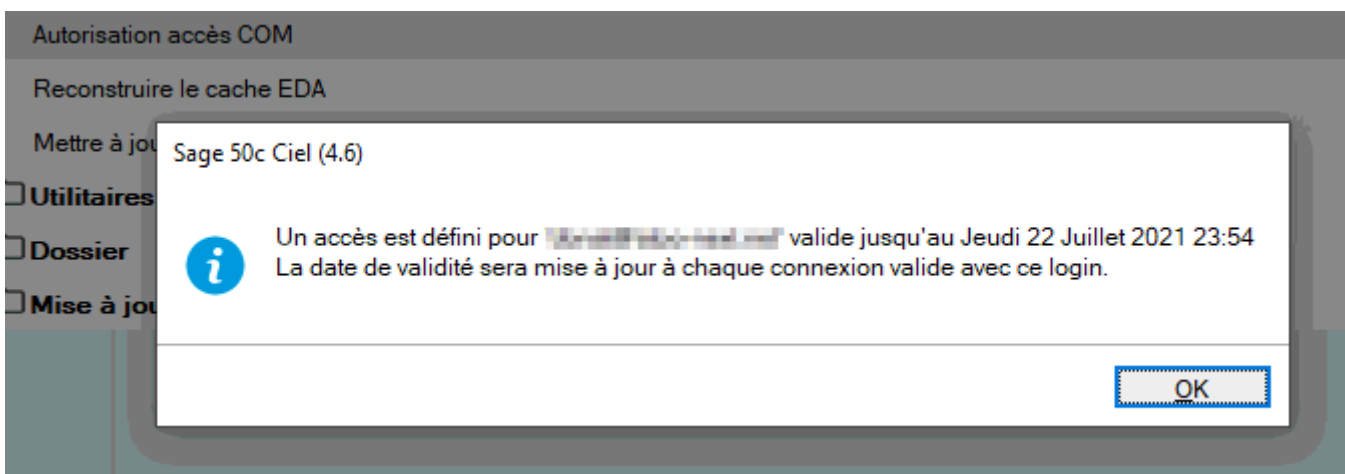 Autorisation accès COM
Reconstruire le cache EDA
Mettre à jou
Sage 50c Ciel (4.6)
Utilitaires
Un accès est défini pour valide jusqu'au Jeudi 22 Juillet 2021 23:54
Dossier
La date de validité sera mise à jour à chaque connexion valide avec ce login.
Mise à jou
OK